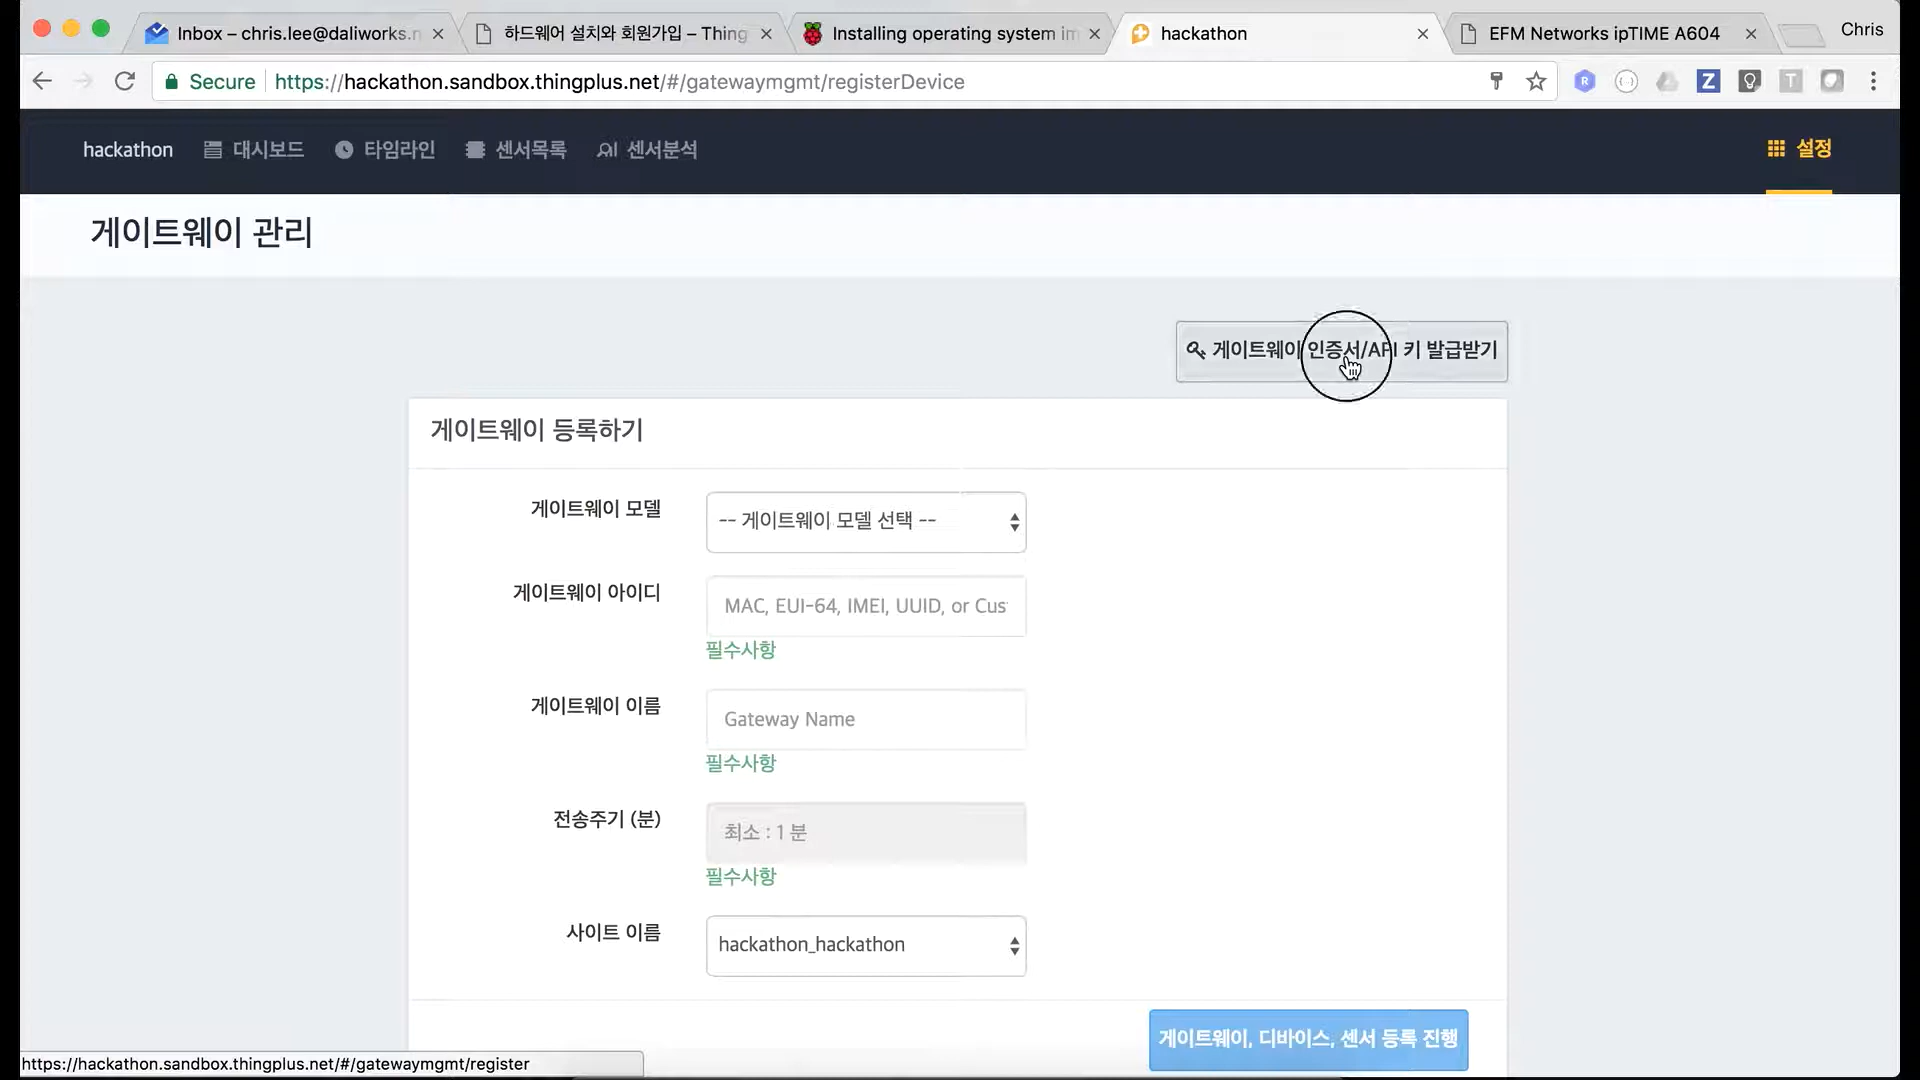 Inbox – chris.lee@daliworks.n
하드웨어 설치와 회원가입 – Thing
Installing operating system im
hackathon
EFM Networks ipTIME A604
Chris
Secure
https://hackathon.sandbox.thingplus.net/#/gatewaymgmt/registerDevice
hackathon
대시보드
타임라인
센서목록
센서분석
설정
게이트웨이 관리
게이트웨이 인증서/API 키 발급받기
게이트웨이 등록하기
게이트웨이 모델
-- 게이트웨이 모델 선택 --
게이트웨이 아이디
MAC, EUI-64, IMEI, UUID, or Cus
필수사항
게이트웨이 이름
Gateway Name
필수사항
전송주기 (분)
최소 : 1 분
필수사항
사이트 이름
hackathon_hackathon
게이트웨이, 디바이스, 센서 등록 진행
https://hackathon.sandbox.thingplus.net/#/gatewaymgmt/register